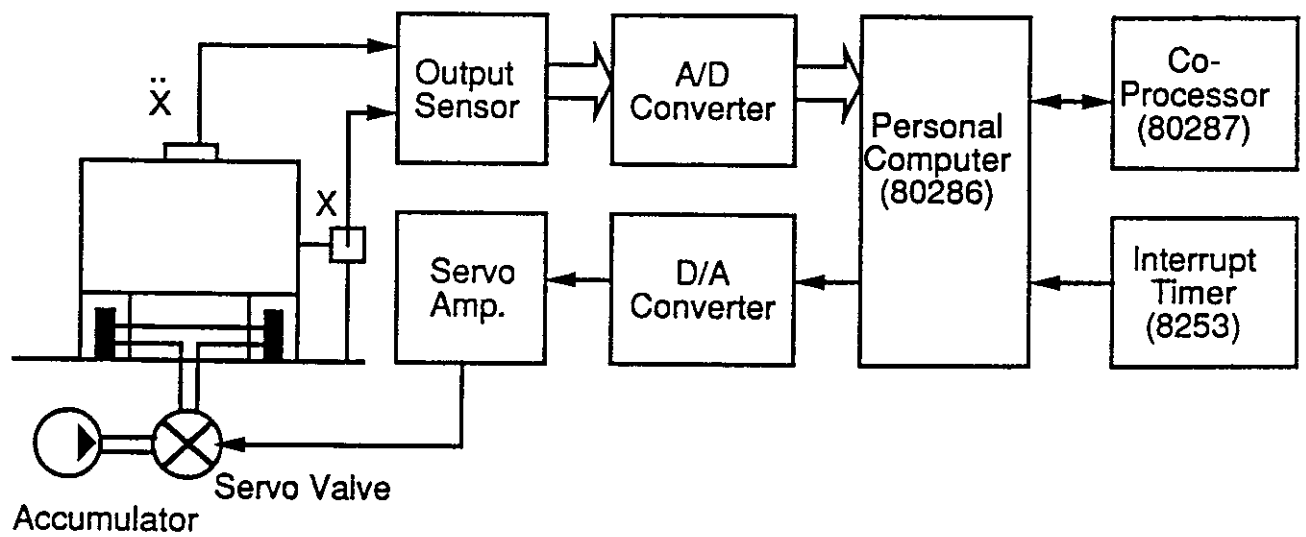 Ẍ
X
Output
Sensor
A/D
Converter
Personal
Computer
(80286)
Co-
Processor
(80287)
Servo
Amp.
D/A
Converter
Interrupt
Timer
(8253)
Servo Valve
Accumulator